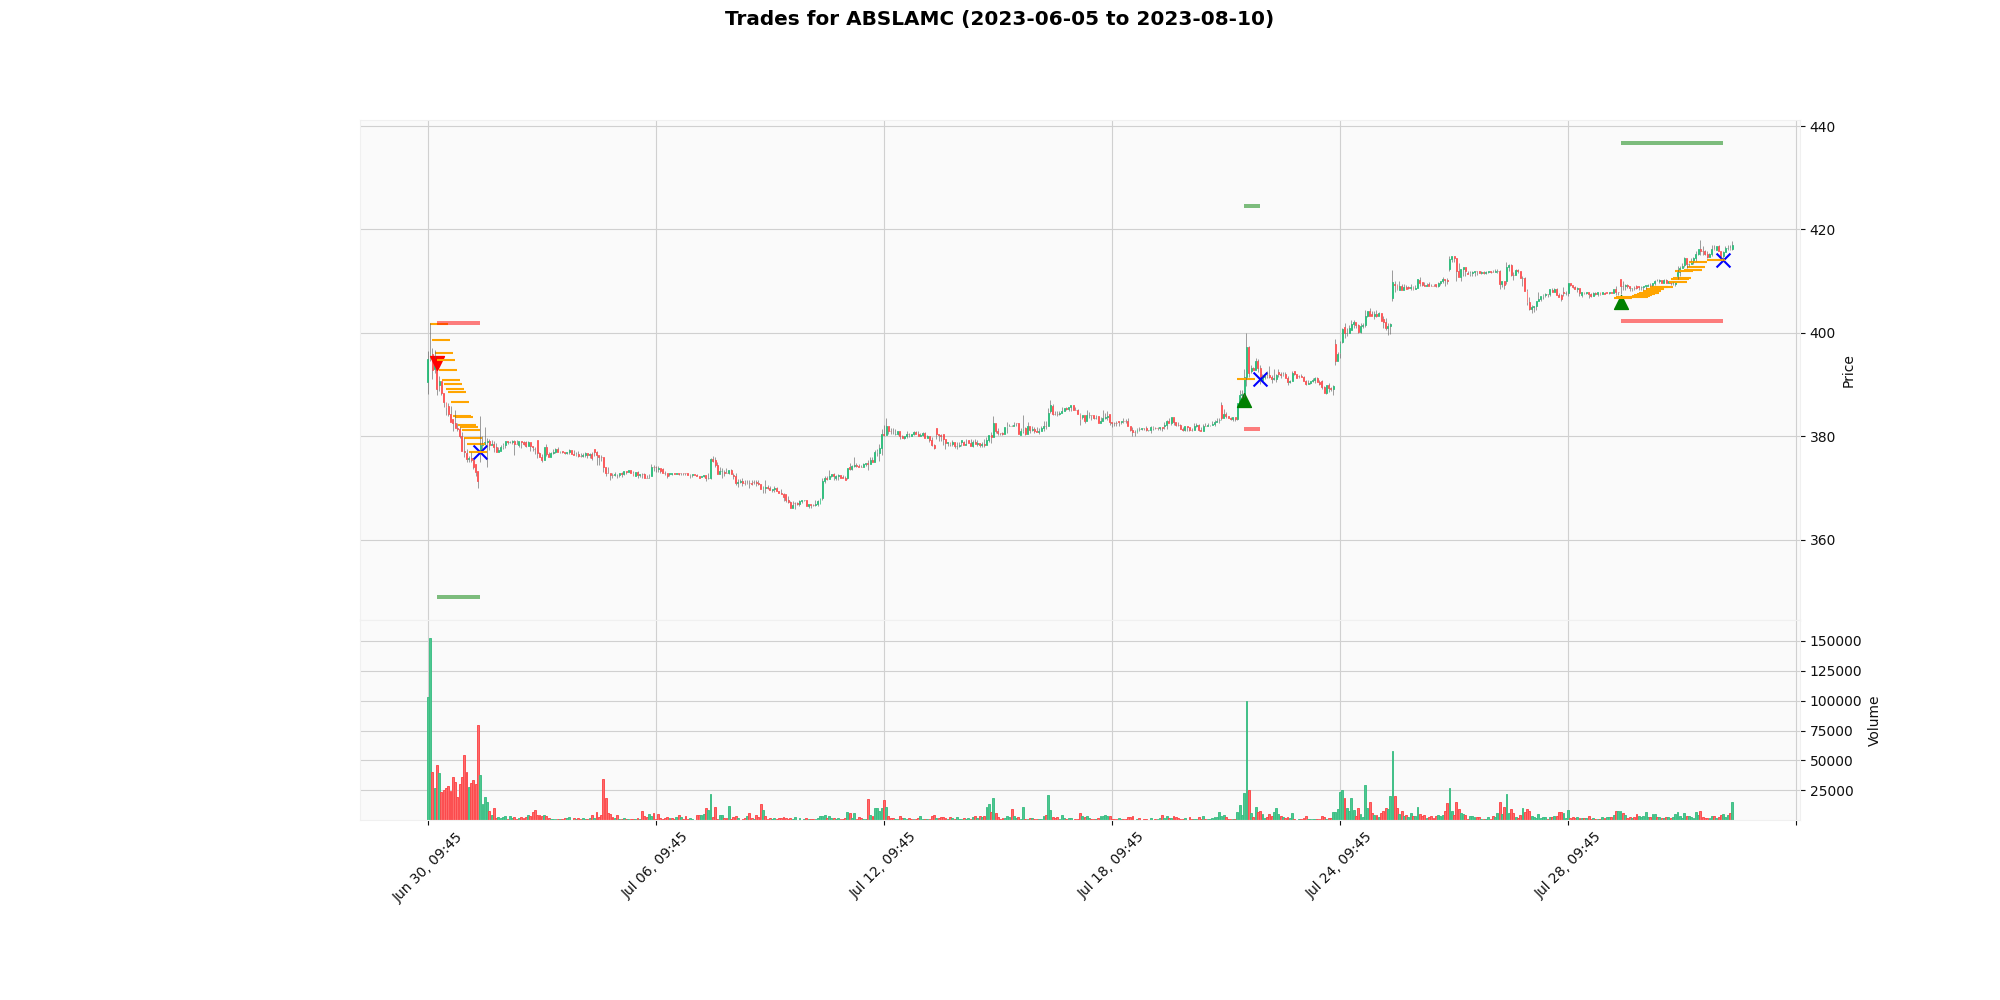 Trades for ABSLAMC (2023-06-05 to 2023-08-10)
440
420
400
380
360
Price
150000
125000
100000
75000
50000
25000
Volume
Jun 30, 09:45
Jul 06, 09:45
Jul 12, 09:45
Jul 18, 09:45
Jul 24, 09:45
Jul 28, 09:45